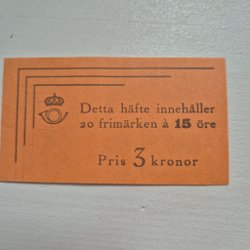 Detta häfte innehåller
20 frimärken à 15 öre
Pris 3 kronor